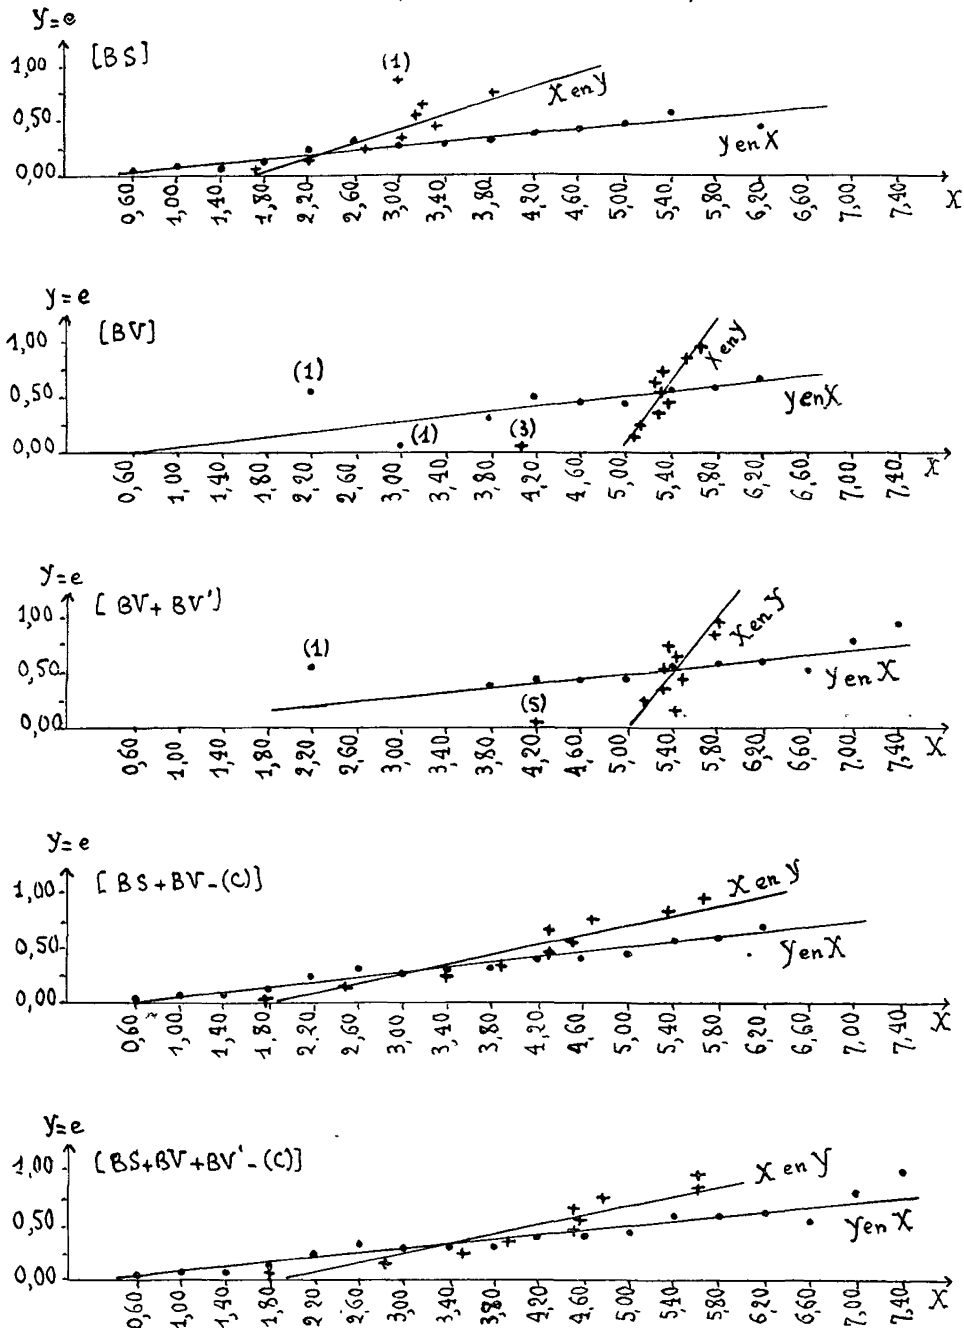 y=e
[BS]
(1)
1,00
0,50
0,00
X en y
y en X
0,60 1,00 1,40 1,80 2,20 2,60 3,00 3,40 3,80 4,20 4,60 5,00 5,40 5,80 6,20 6,60 7,00 7,40
X
y=e
[BV]
1,00
(1)
0,50
(1)
(3)
0,00
X en y
y en X
0,60 1,00 1,40 1,80 2,20 2,60 3,00 3,40 3,80 4,20 4,60 5,00 5,40 5,80 6,20 6,60 7,00 7,40
X
y=e
[BV+BV']
1,00
(1)
0,50
(5)
0,00
X en y
y en X
0,60 1,00 1,40 1,80 2,20 2,60 3,00 3,40 3,80 4,20 4,60 5,00 5,40 5,80 6,20 6,60 7,00 7,40
X
y=e
[BS+BV-(C)]
1,00
0,50
0,00
X en y
y en X
0,60 1,00 1,40 1,80 2,20 2,60 3,00 3,40 3,80 4,20 4,60 5,00 5,40 5,80 6,20 6,60 7,00 7,40
X
y=e
[BS+BV+BV'-(C)]
1,00
0,50
0,00
X en y
y en X
0,60 1,00 1,40 1,80 2,20 2,60 3,00 3,40 3,80 4,20 4,60 5,00 5,40 5,80 6,20 6,60 7,00 7,40
X